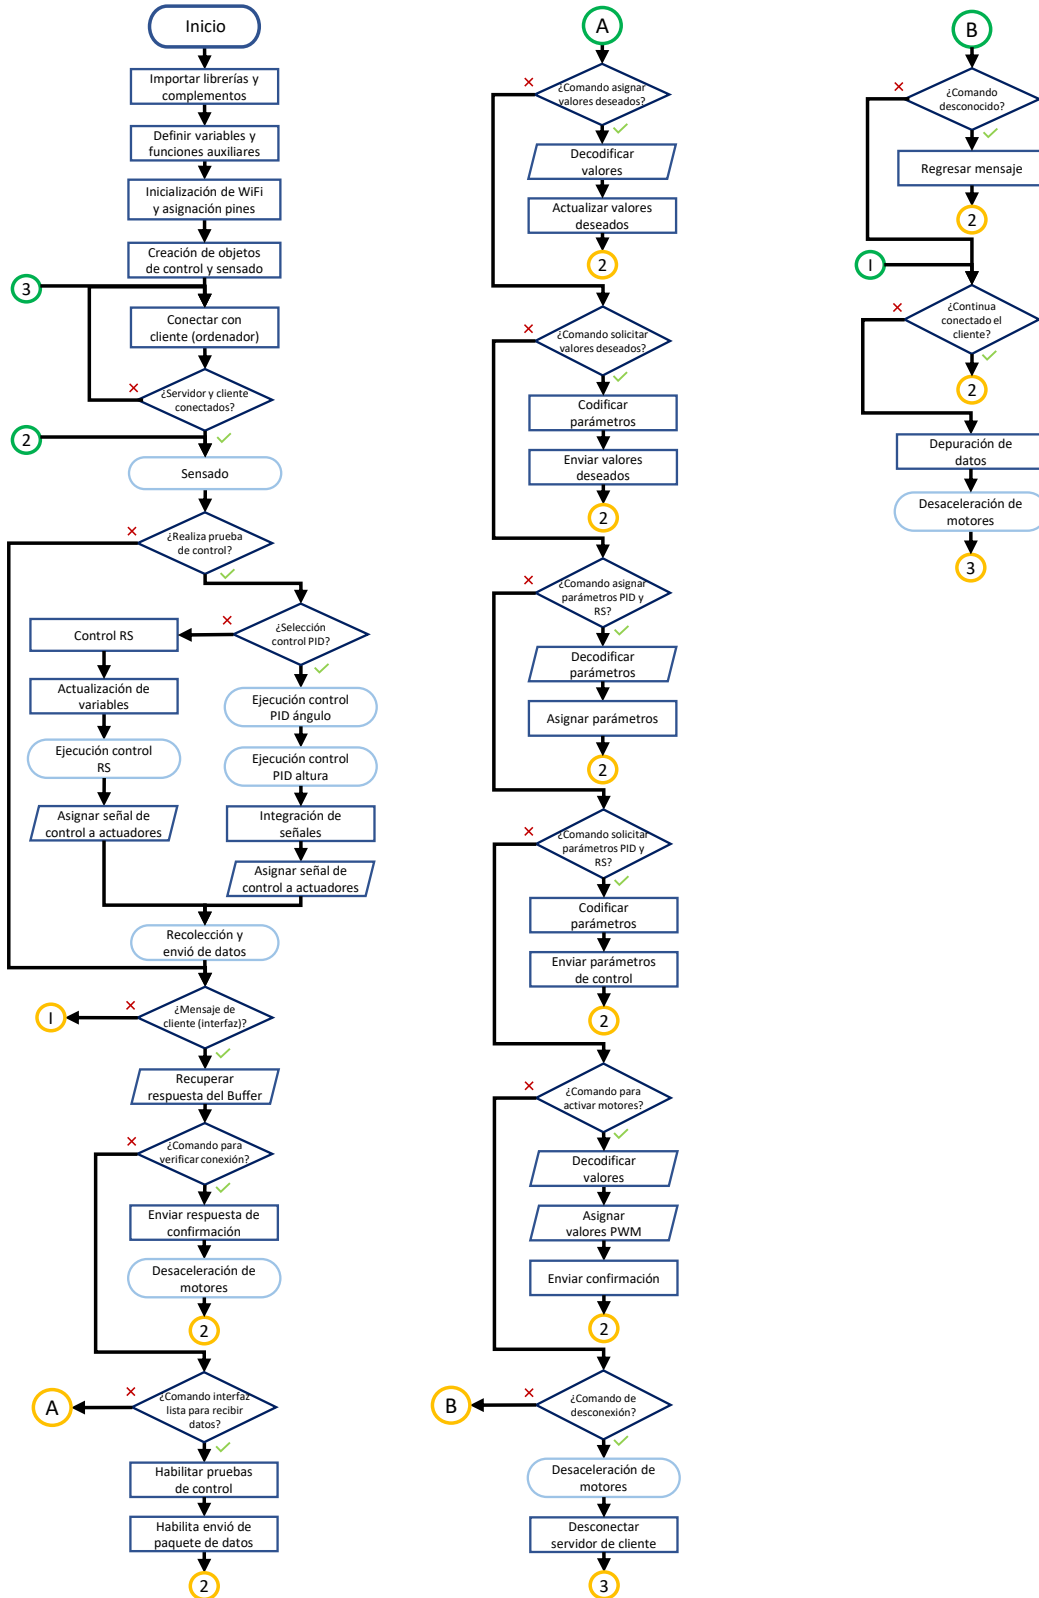 Inicio
Importar librerías y
complementos
Definir variables y
funciones auxiliares
Inicialización de WiFi
y asignación pines
Creación de objetos
de control y sensado
3
Conectar con
cliente (ordenador)
¿Servidor y cliente
conectados?
2
Sensado
¿Realiza prueba
de control?
¿Selección
control PID?
Control RS
Actualización de
variables
Ejecución control
RS
Asignar señal de
control a actuadores
Ejecución control
PID ángulo
Ejecución control
PID altura
Integración de
señales
Asignar señal de
control a actuadores
Recolección y
envió de datos
¿Mensaje de
cliente (interfaz)?
I
Recuperar
respuesta del Buffer
¿Comando para
verificar conexión?
Enviar respuesta de
confirmación
Desaceleración de
motores
2
¿Comando interfaz
lista para recibir
datos?
A
Habilitar pruebas
de control
Habilita envió de
paquete de datos
2
A
¿Comando asignar
valores deseados?
Decodificar
valores
Actualizar valores
deseados
2
¿Comando solicitar
valores deseados?
Codificar
parámetros
Enviar valores
deseados
2
¿Comando asignar
parámetros PID y
RS?
Decodificar
parámetros
Asignar parámetros
2
¿Comando solicitar
parámetros PID y
RS?
Codificar
parámetros
Enviar parámetros
de control
2
¿Comando para
activar motores?
Decodificar
valores
Asignar
valores PWM
Enviar confirmación
2
¿Comando de
desconexión?
B
Desaceleración de
motores
Desconectar
servidor de cliente
3
B
¿Comando
desconocido?
Regresar mensaje
2
I
¿Continua
conectado el
cliente?
2
Depuración de
datos
Desaceleración de
motores
3